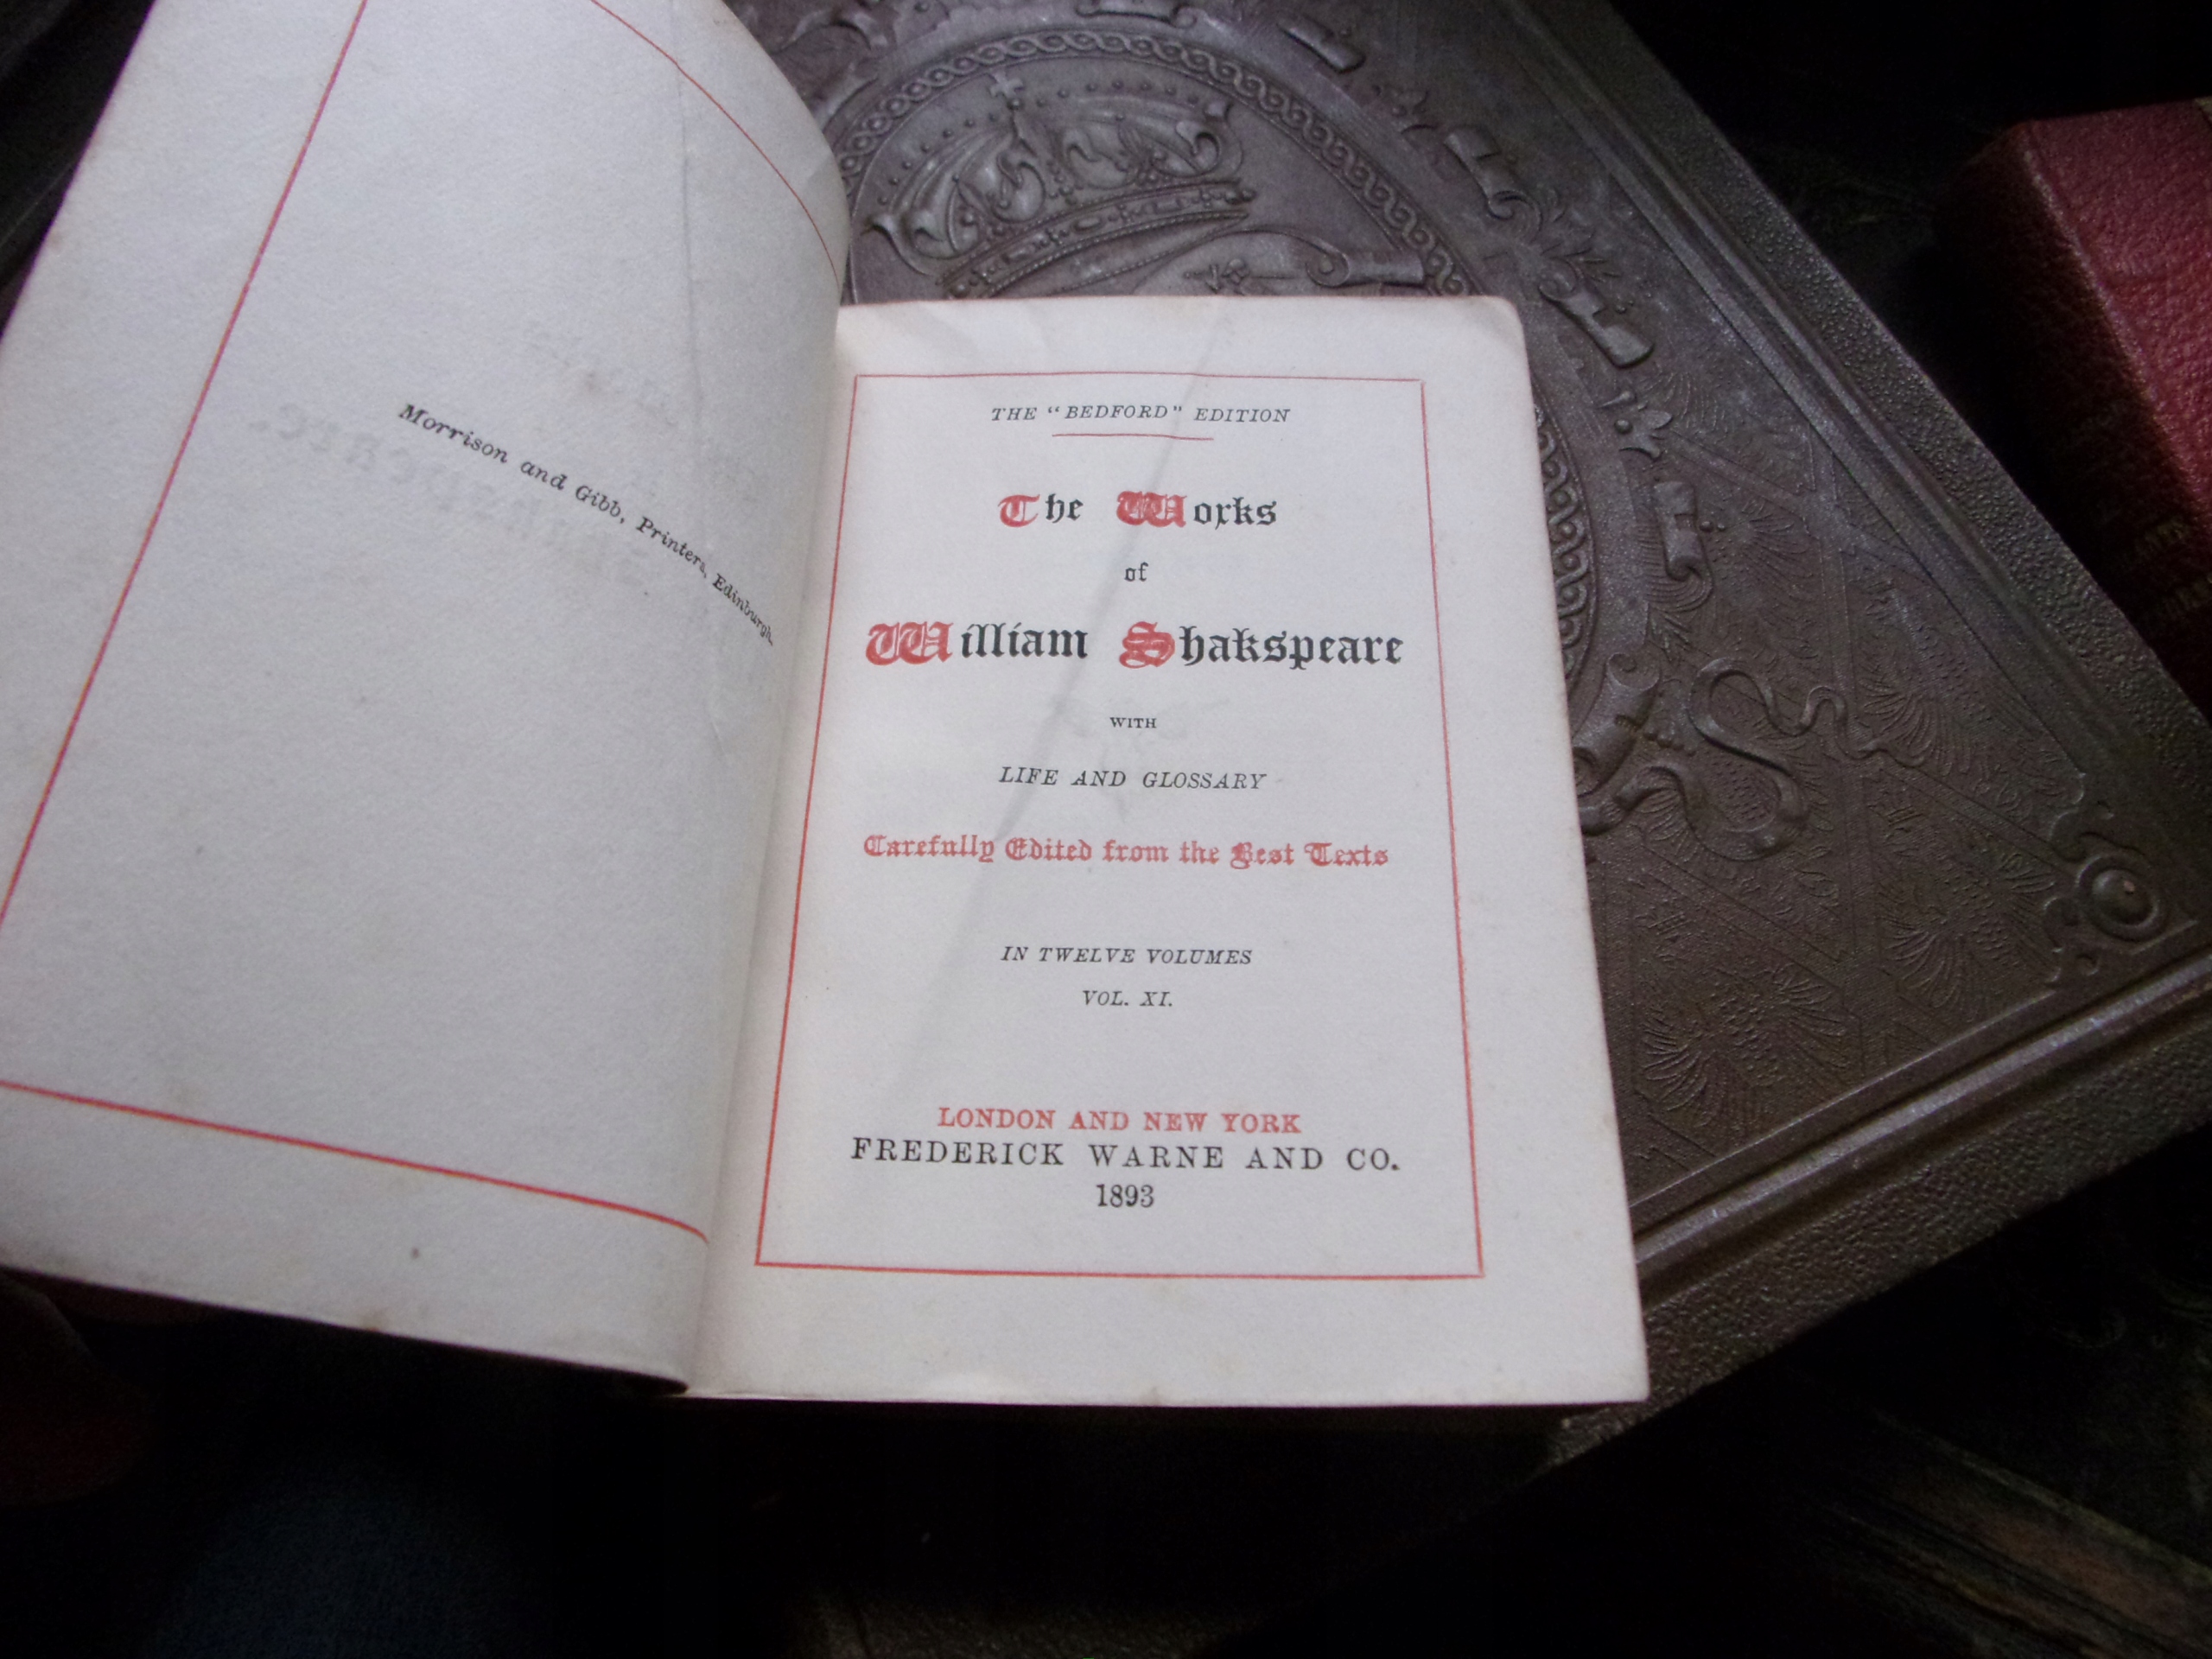 Morrison and Gibb, Printers, Edinburgh.
THE "BEDFORD" EDITION
The Works
of
William Shakspeare
WITH
LIFE AND GLOSSARY
Carefully Edited from the Best Texts
IN TWELVE VOLUMES
VOL. XI.
LONDON AND NEW YORK
FREDERICK WARNE AND CO.
1893